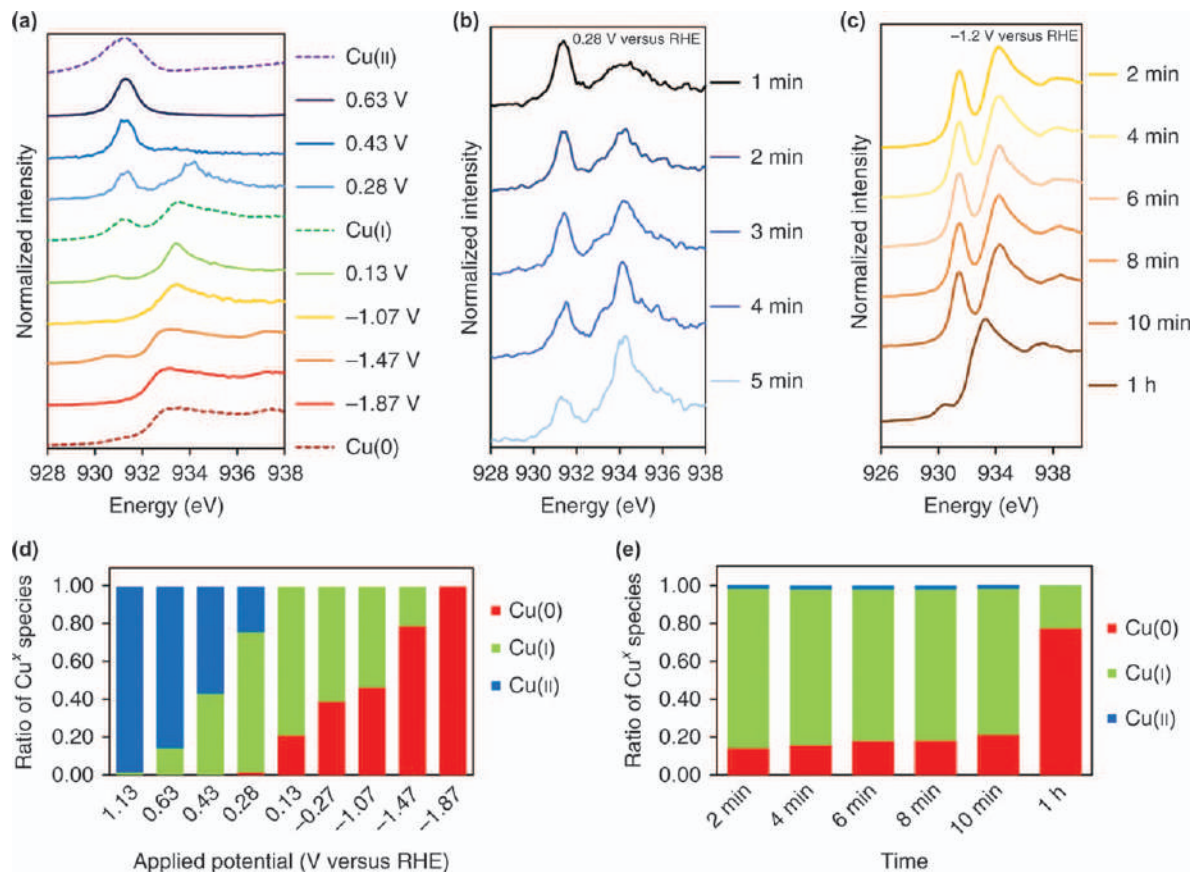 (a)
Normalized intensity
928 930 932 934 936 938
Energy (eV)
Cu(II)
0.63 V
0.43 V
0.28 V
Cu(I)
0.13 V
–1.07 V
–1.47 V
–1.87 V
Cu(0)
(b)
0.28 V versus RHE
Normalized intensity
928 930 932 934 936 938
Energy (eV)
1 min
2 min
3 min
4 min
5 min
(c)
–1.2 V versus RHE
Normalized intensity
926 930 934 938
Energy (eV)
2 min
4 min
6 min
8 min
10 min
1 h
(d)
Ratio of Cuˣ species
1.00
0.80
0.60
0.40
0.20
0.00
1.13 0.63 0.43 0.28 0.13 –0.27 –1.07 –1.47 –1.87
Applied potential (V versus RHE)
Cu(0)
Cu(I)
Cu(II)
(e)
Ratio of Cuˣ species
1.00
0.80
0.60
0.40
0.20
0.00
2 min 4 min 6 min 8 min 10 min 1 h
Time
Cu(0)
Cu(I)
Cu(II)